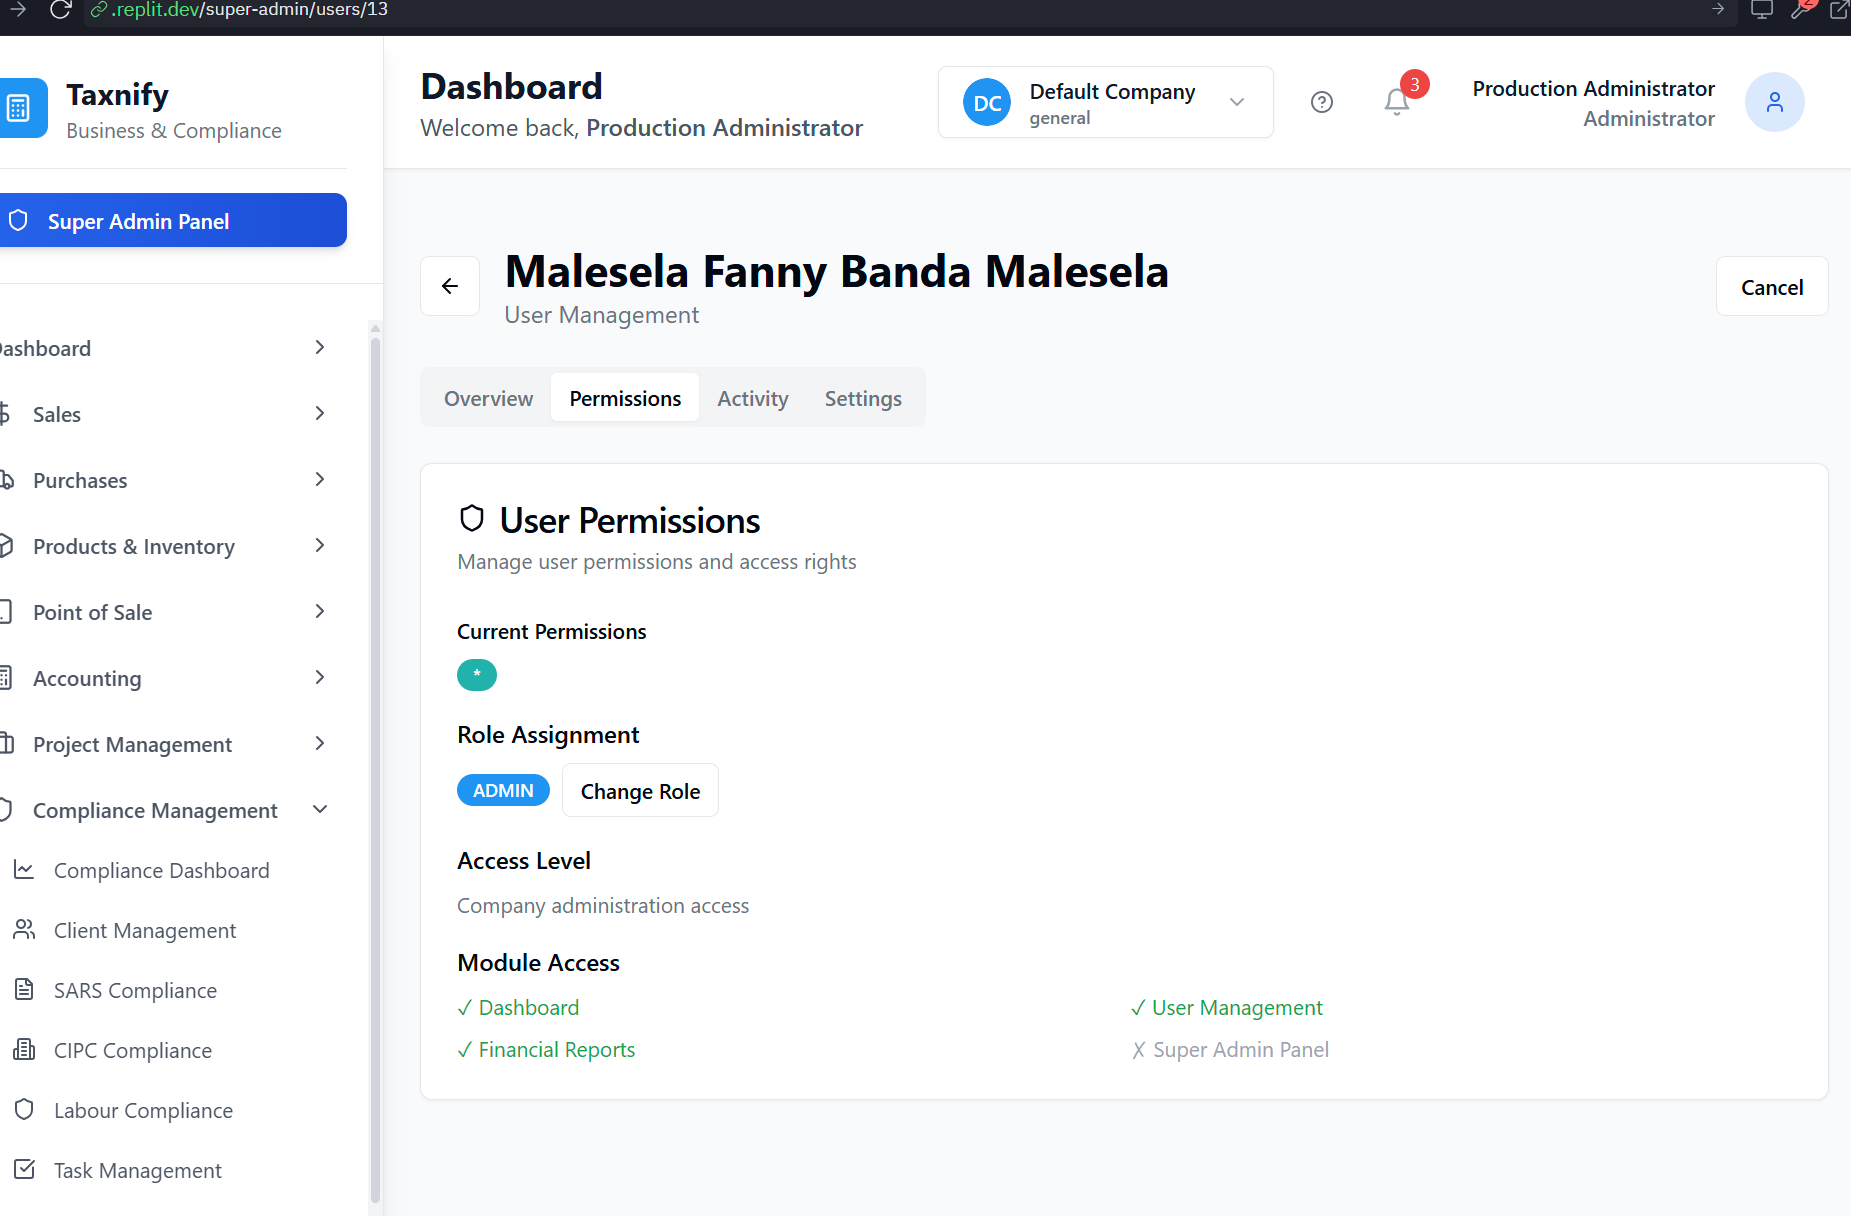 .replit.dev/super-admin/users/13
2
Taxnify
Business & Compliance
Super Admin Panel
Dashboard
Welcome back, Production Administrator
DC
Default Company
general
3
Production Administrator
Administrator
ashboard
Sales
Purchases
Products & Inventory
Point of Sale
Accounting
Project Management
Compliance Management
Compliance Dashboard
Client Management
SARS Compliance
CIPC Compliance
Labour Compliance
Task Management
Malesela Fanny Banda Malesela
User Management
Cancel
Overview
Permissions
Activity
Settings
User Permissions
Manage user permissions and access rights
Current Permissions
*
Role Assignment
ADMIN
Change Role
Access Level
Company administration access
Module Access
✓ Dashboard
✓ User Management
✓ Financial Reports
✗ Super Admin Panel